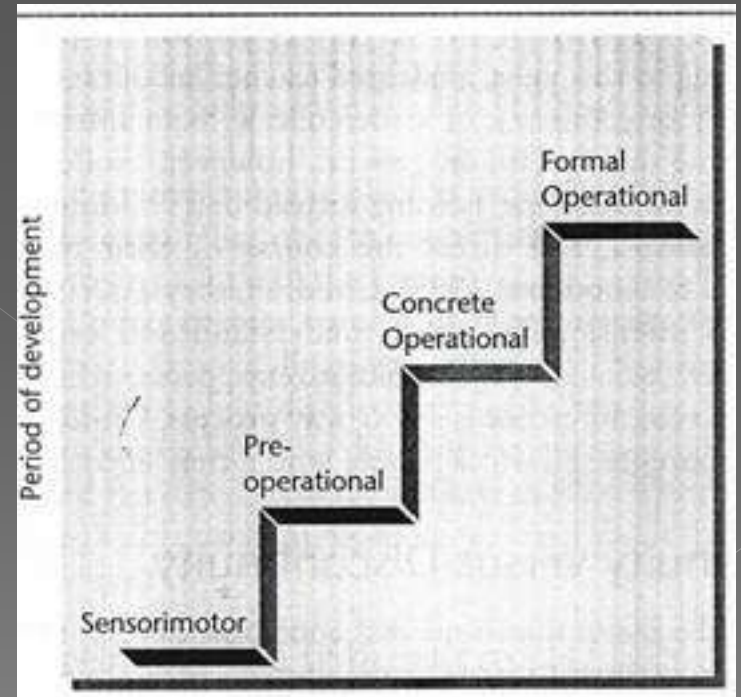 Formal
Operational
Concrete
Operational
Pre-
operational
Sensorimotor
Period of development